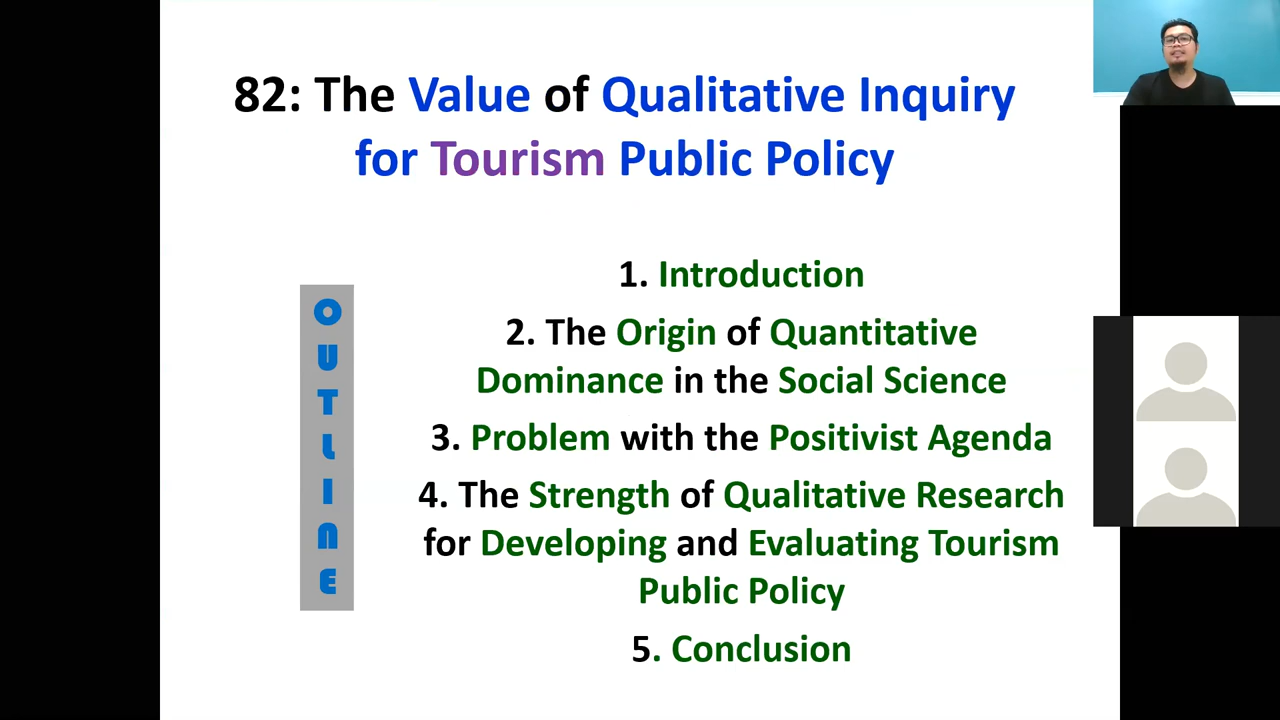 82: The Value of Qualitative Inquiry
for Tourism Public Policy
OUTLINE
1. Introduction
2. The Origin of Quantitative
Dominance in the Social Science
3. Problem with the Positivist Agenda
4. The Strength of Qualitative Research
for Developing and Evaluating Tourism
Public Policy
5. Conclusion